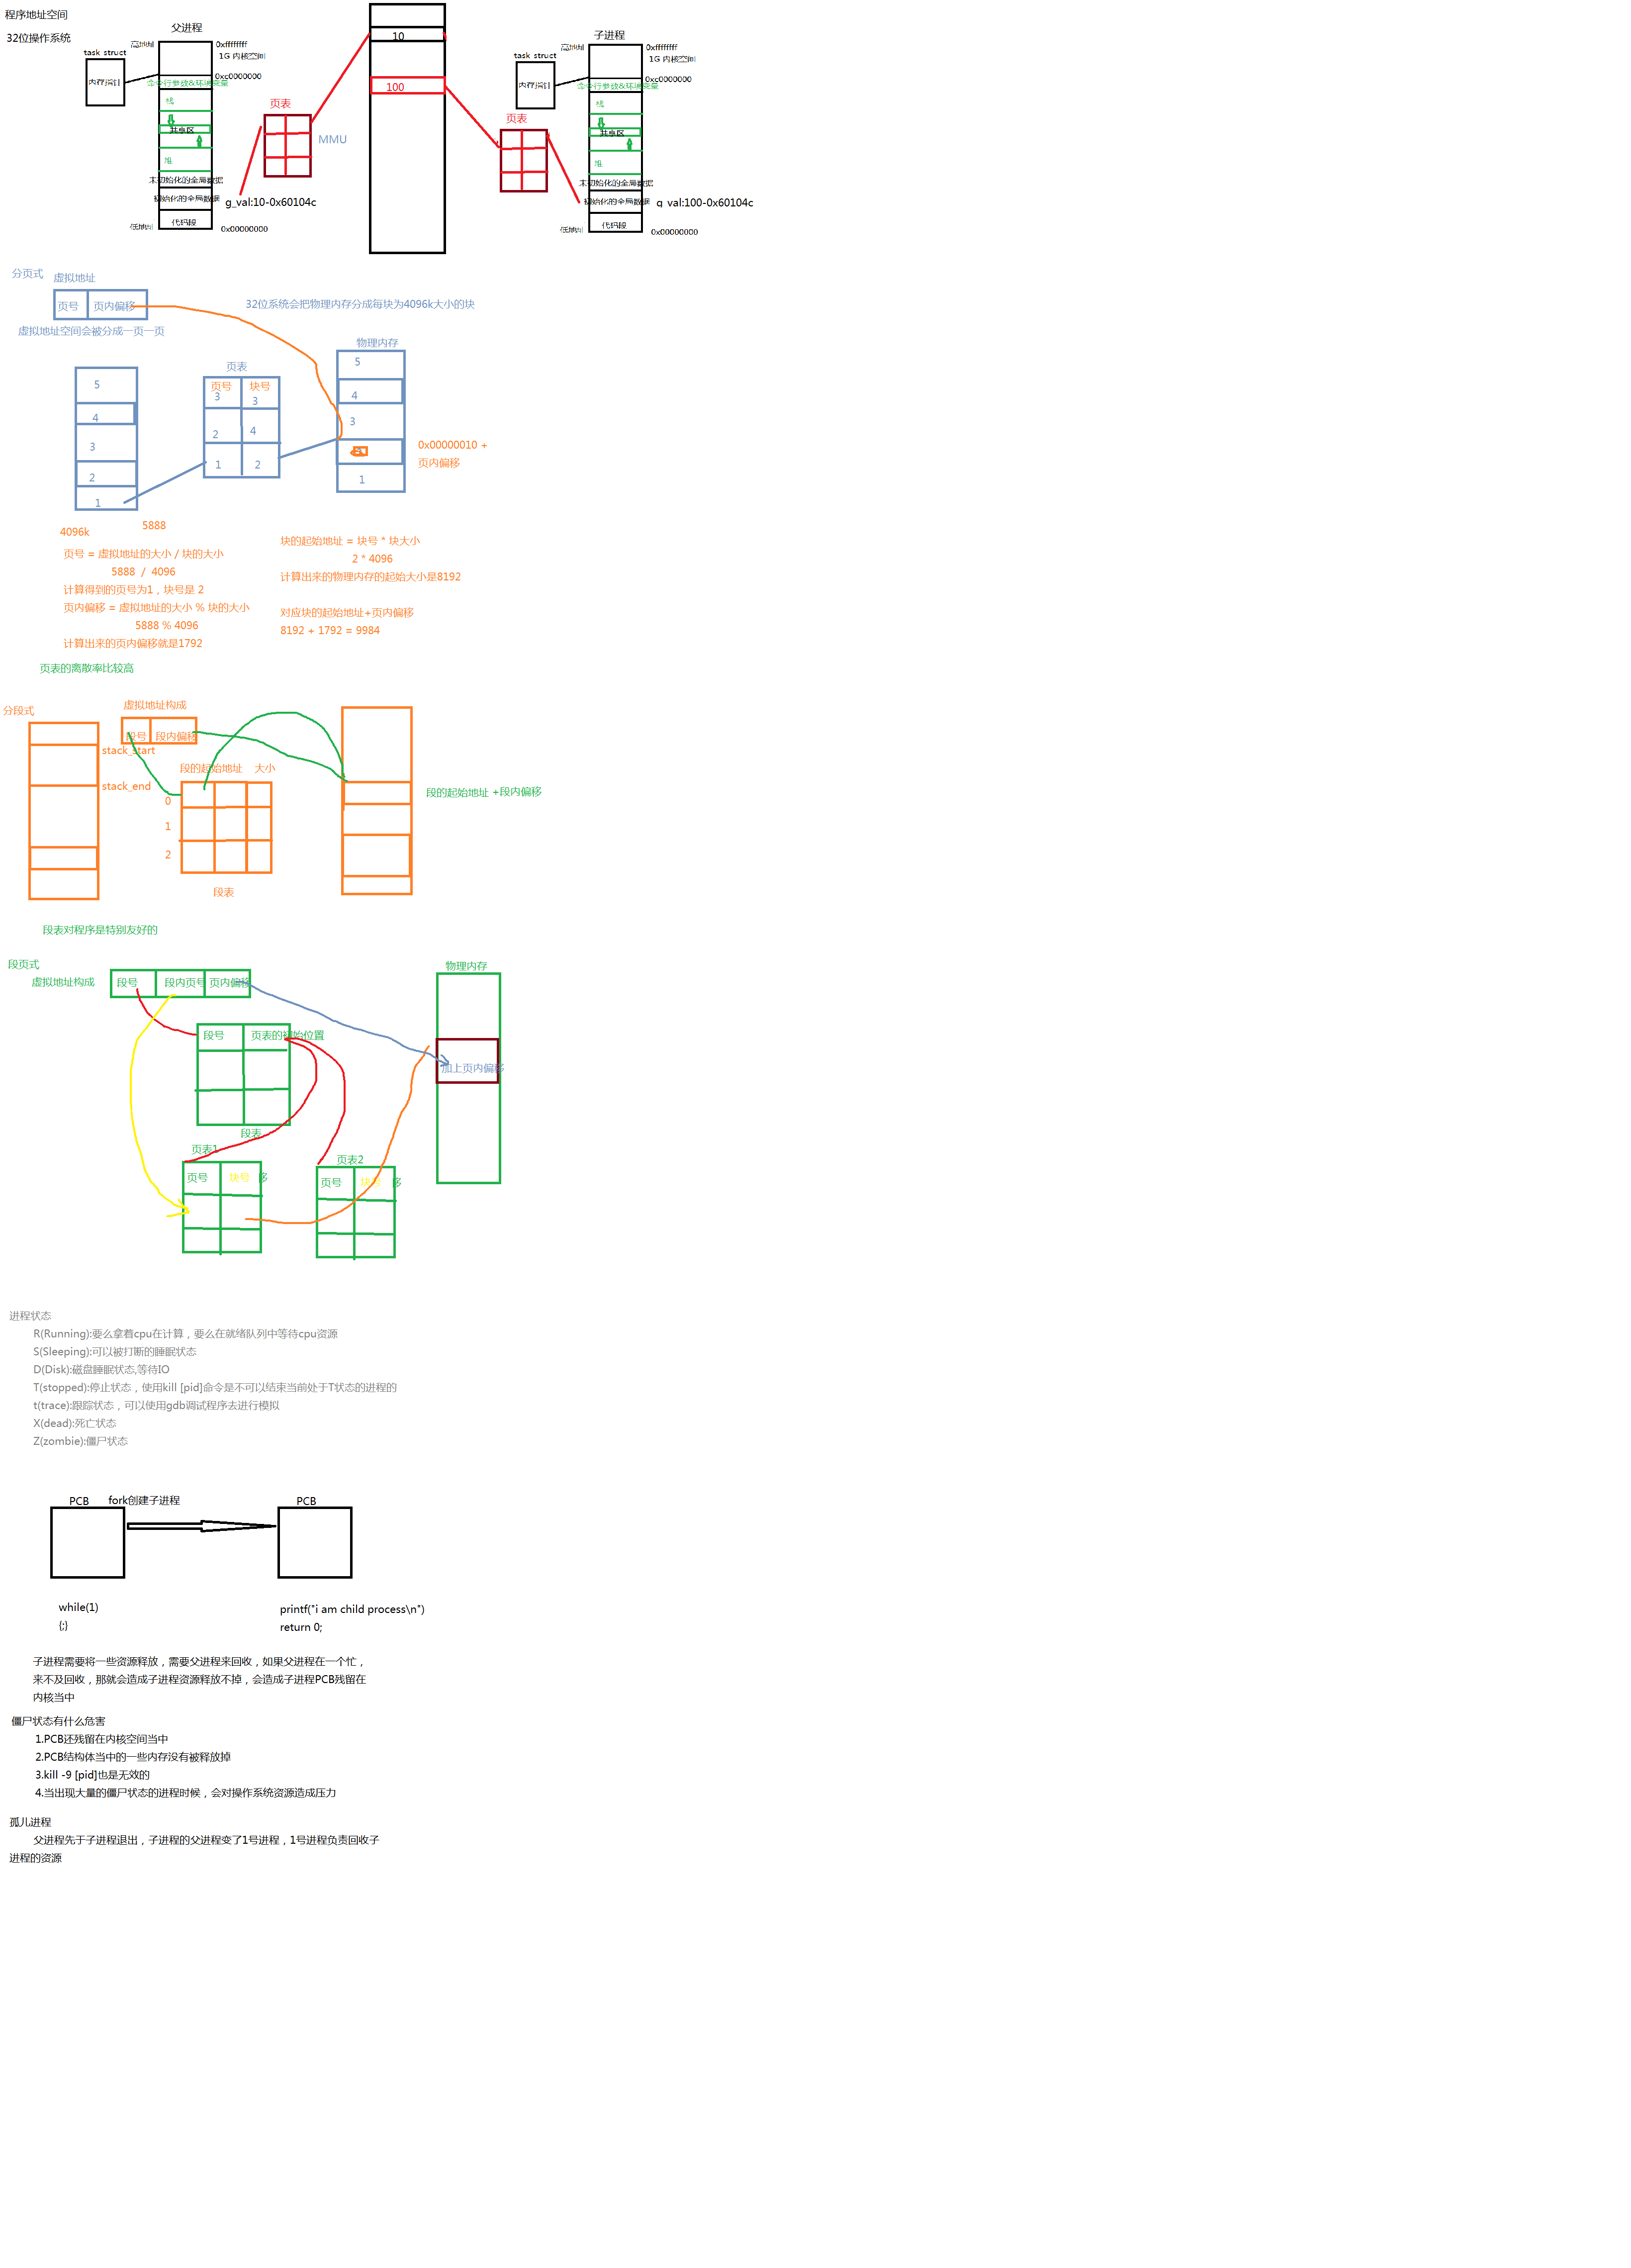 程序地址空间
32位操作系统
父进程
高地址
0xffffffff
1G 内核空间
task struct
内存指针
0xc0000000
命令行参数&环境变量
栈
共享区
堆
未初始化的全局数据
初始化的全局数据
g_val:10-0x60104c
代码段
低地址
0x00000000
页表
MMU
10
100
页表
子进程
高地址
0xffffffff
1G 内核空间
task struct
内存指针
0xc0000000
命令行参数&环境变量
栈
共享区
堆
未初始化的全局数据
初始化的全局数据
g_val:100-0x60104c
代码段
低地址
0x00000000
分页式
虚拟地址
页号 页内偏移
32位系统会把物理内存分成每块为4096k大小的块
虚拟地址空间会被分成一页一页
5
4
3
2
1
页表
页号 块号
3 3
2 4
1 2
物理内存
5
4
3
1
0x00000010 +
页内偏移
4096k
5888
页号 = 虚拟地址的大小 / 块的大小
5888 / 4096
计算得到的页号为1，块号是 2
页内偏移 = 虚拟地址的大小 % 块的大小
5888 % 4096
计算出来的页内偏移就是1792
块的起始地址 = 块号 * 块大小
2 * 4096
计算出来的物理内存的起始大小是8192
对应块的起始地址+页内偏移
8192 + 1792 = 9984
页表的离散率比较高
分段式
虚拟地址构成
段号 段内偏移
stack_start
stack_end
段的起始地址 大小
0
1
2
段表
段的起始地址 +段内偏移
段表对程序是特别友好的
段页式
虚拟地址构成
段号 段内页号 页内偏移
段号 页表的初始位置
段表
页表1
页号 块号 移
页表2
页号 块号 移
物理内存
加上页内偏移
进程状态
R(Running):要么拿着cpu在计算，要么在就绪队列中等待cpu资源
S(Sleeping):可以被打断的睡眠状态
D(Disk):磁盘睡眠状态,等待IO
T(stopped):停止状态，使用kill [pid]命令是不可以结束当前处于T状态的进程的
t(trace):跟踪状态，可以使用gdb调试程序去进行模拟
X(dead):死亡状态
Z(zombie):僵尸状态
PCB fork创建子进程 PCB
while(1)
{;}
printf("i am child process\n")
return 0;
子进程需要将一些资源释放，需要父进程来回收，如果父进程在一个忙，
来不及回收，那就会造成子进程资源释放不掉，会造成子进程PCB残留在
内核当中
僵尸状态有什么危害
1.PCB还残留在内核空间当中
2.PCB结构体当中的一些内存没有被释放掉
3.kill -9 [pid]也是无效的
4.当出现大量的僵尸状态的进程时候，会对操作系统资源造成压力
孤儿进程
父进程先于子进程退出，子进程的父进程变了1号进程，1号进程负责回收子
进程的资源